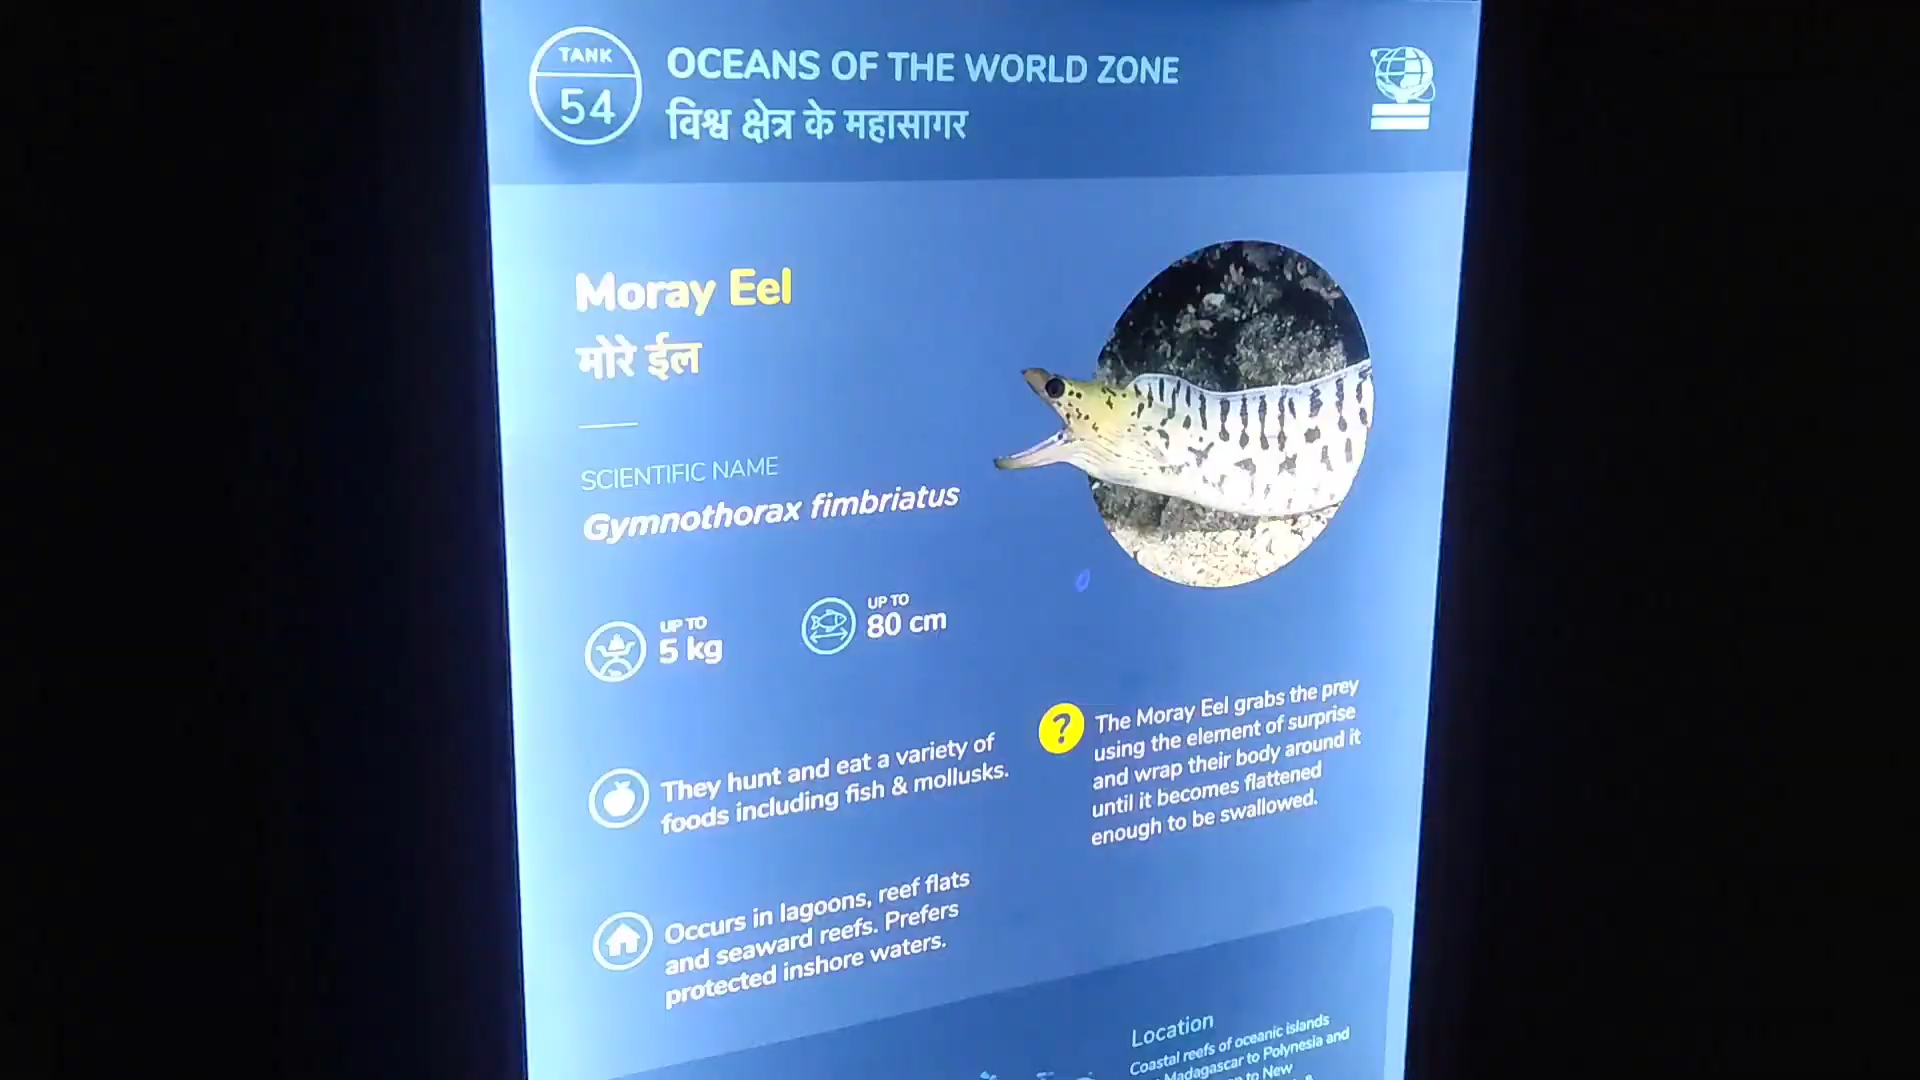 TANK
54
OCEANS OF THE WORLD ZONE
विश्व क्षेत्र के महासागर
Moray Eel
मोरे ईल
SCIENTIFIC NAME
Gymnothorax fimbriatus
UP TO
5 kg
UP TO
80 cm
They hunt and eat a variety of
foods including fish & mollusks.
?
The Moray Eel grabs the prey
using the element of surprise
and wrap their body around it
until it becomes flattened
enough to be swallowed.
Occurs in lagoons, reef flats
and seaward reefs. Prefers
protected inshore waters.
Location
Coastal reefs of oceanic islands
Madagascar to Polynesia and
to New